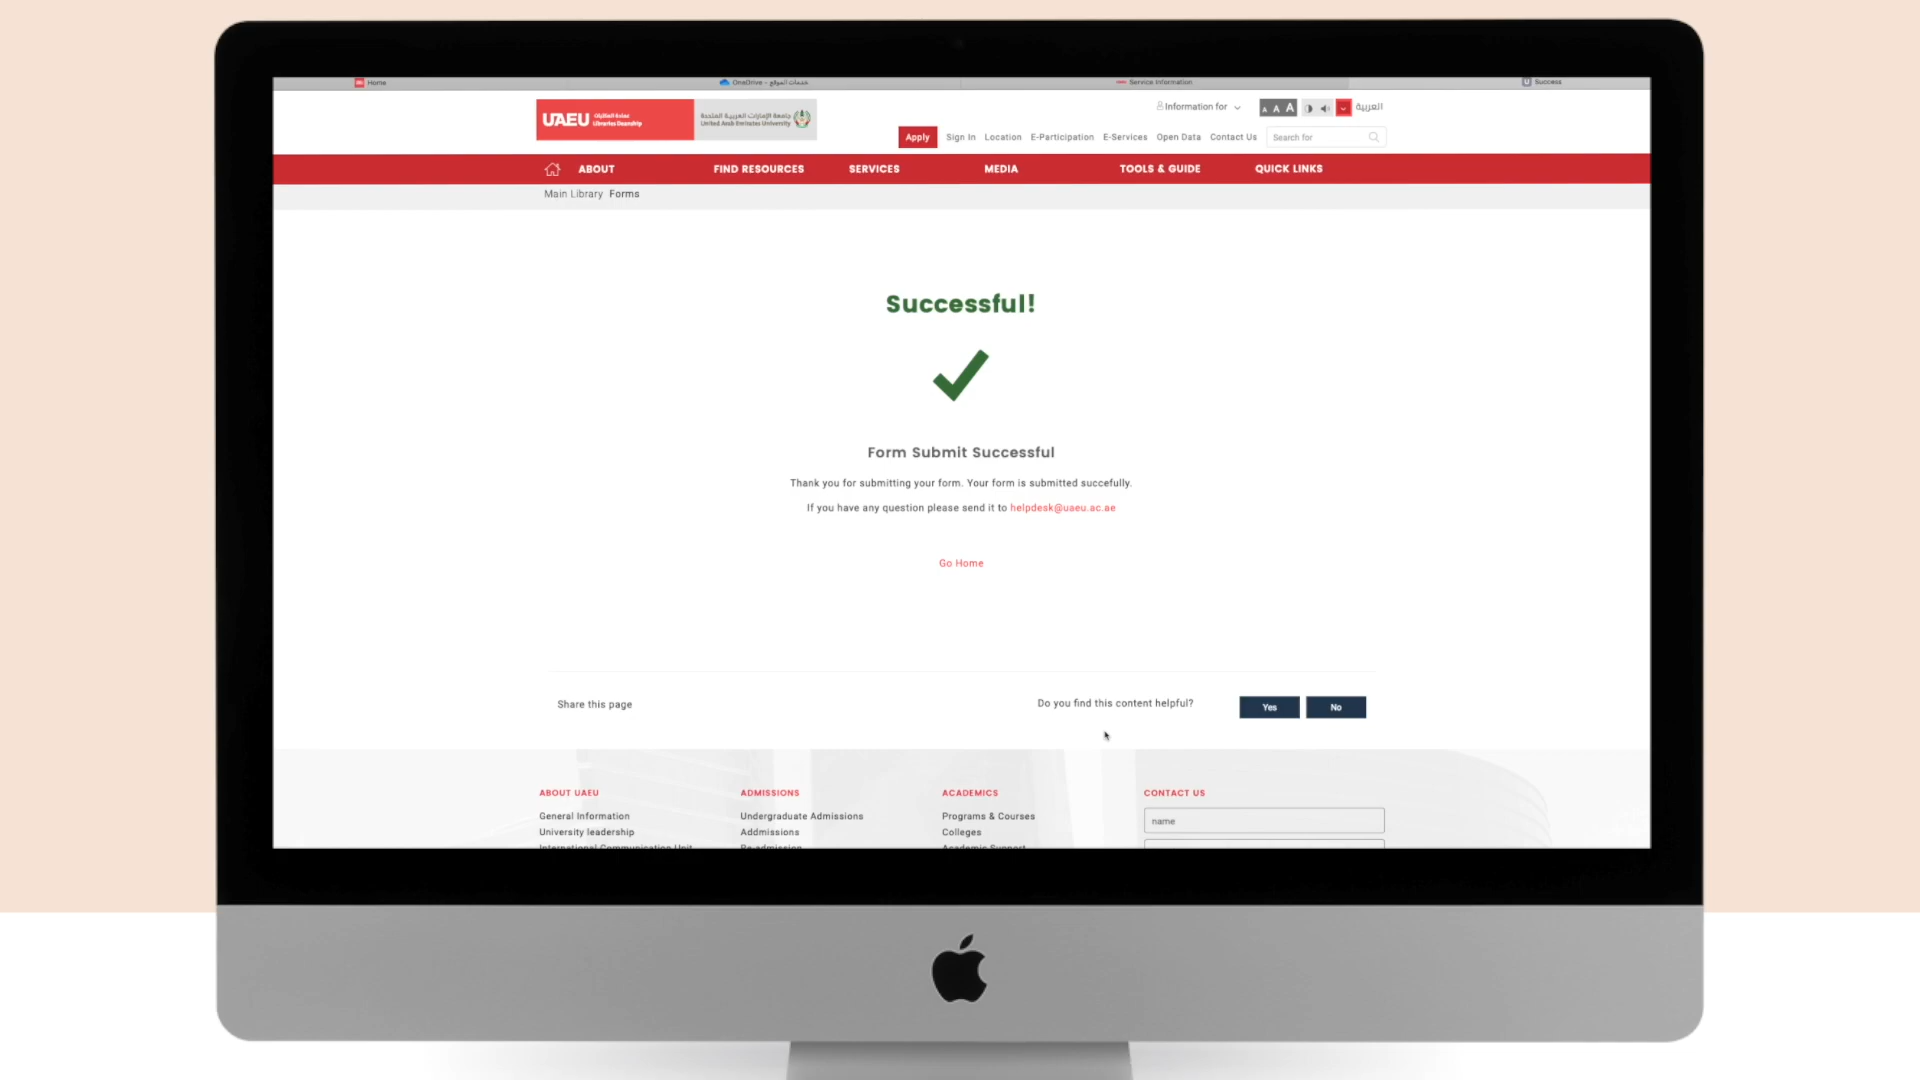 Home
OneDrive - خدمات الموقع
Service Information
Success
UAEU
عمادة المكتبات
Libraries Deanship
جامعة الإمارات العربية المتحدة
United Arab Emirates University
Information for
A A A
العربية
Apply Sign In Location E-Participation E-Services Open Data Contact Us Search for
ABOUT FIND RESOURCES SERVICES MEDIA TOOLS & GUIDE QUICK LINKS
Main Library Forms
Successful!
Form Submit Successful
Thank you for submitting your form. Your form is submitted succefully.
If you have any question please send it to helpdesk@uaeu.ac.ae
Go Home
Share this page
Do you find this content helpful? Yes No
ABOUT UAEU ADMISSIONS ACADEMICS CONTACT US
General Information Undergraduate Admissions Programs & Courses name
University leadership Addmissions Colleges
International Communication Unit Re-admission Academic Support